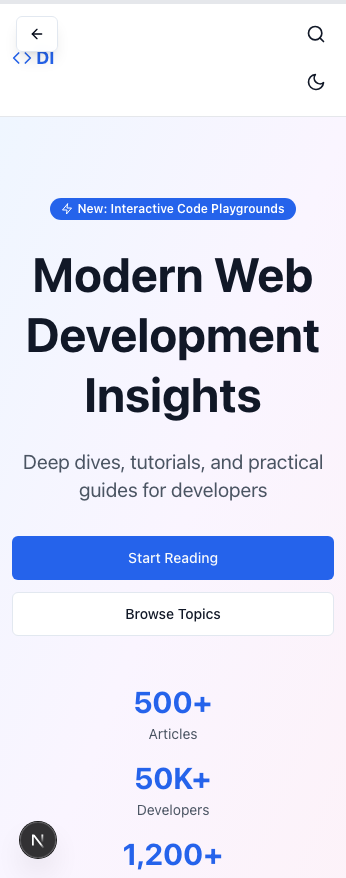 DI
New: Interactive Code Playgrounds
Modern Web
Development
Insights
Deep dives, tutorials, and practical
guides for developers
Start Reading
Browse Topics
500+
Articles
50K+
Developers
1,200+
N